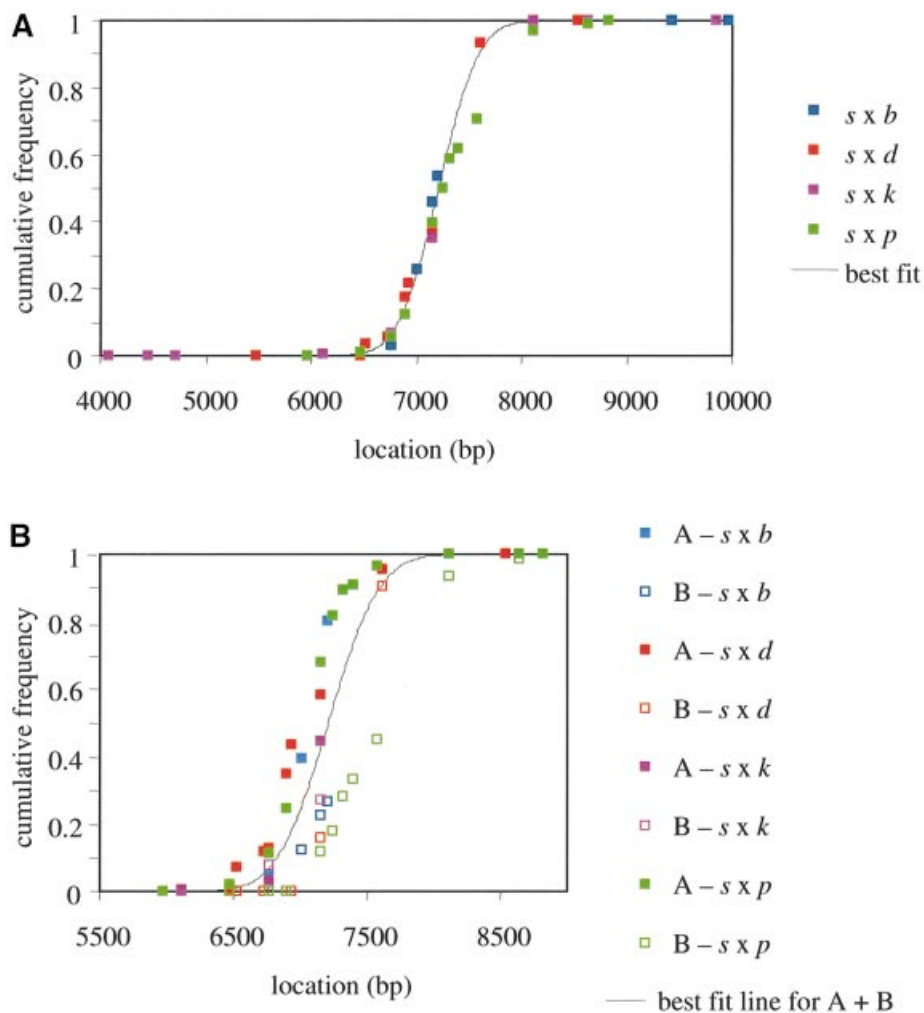 A
cumulative frequency
1
0.8
0.6
0.4
0.2
0
4000 5000 6000 7000 8000 9000 10000
location (bp)
s x b
s x d
s x k
s x p
best fit
B
cumulative frequency
1
0.8
0.6
0.4
0.2
0
5500 6500 7500 8500
location (bp)
A – s x b
B – s x b
A – s x d
B – s x d
A – s x k
B – s x k
A – s x p
B – s x p
best fit line for A + B